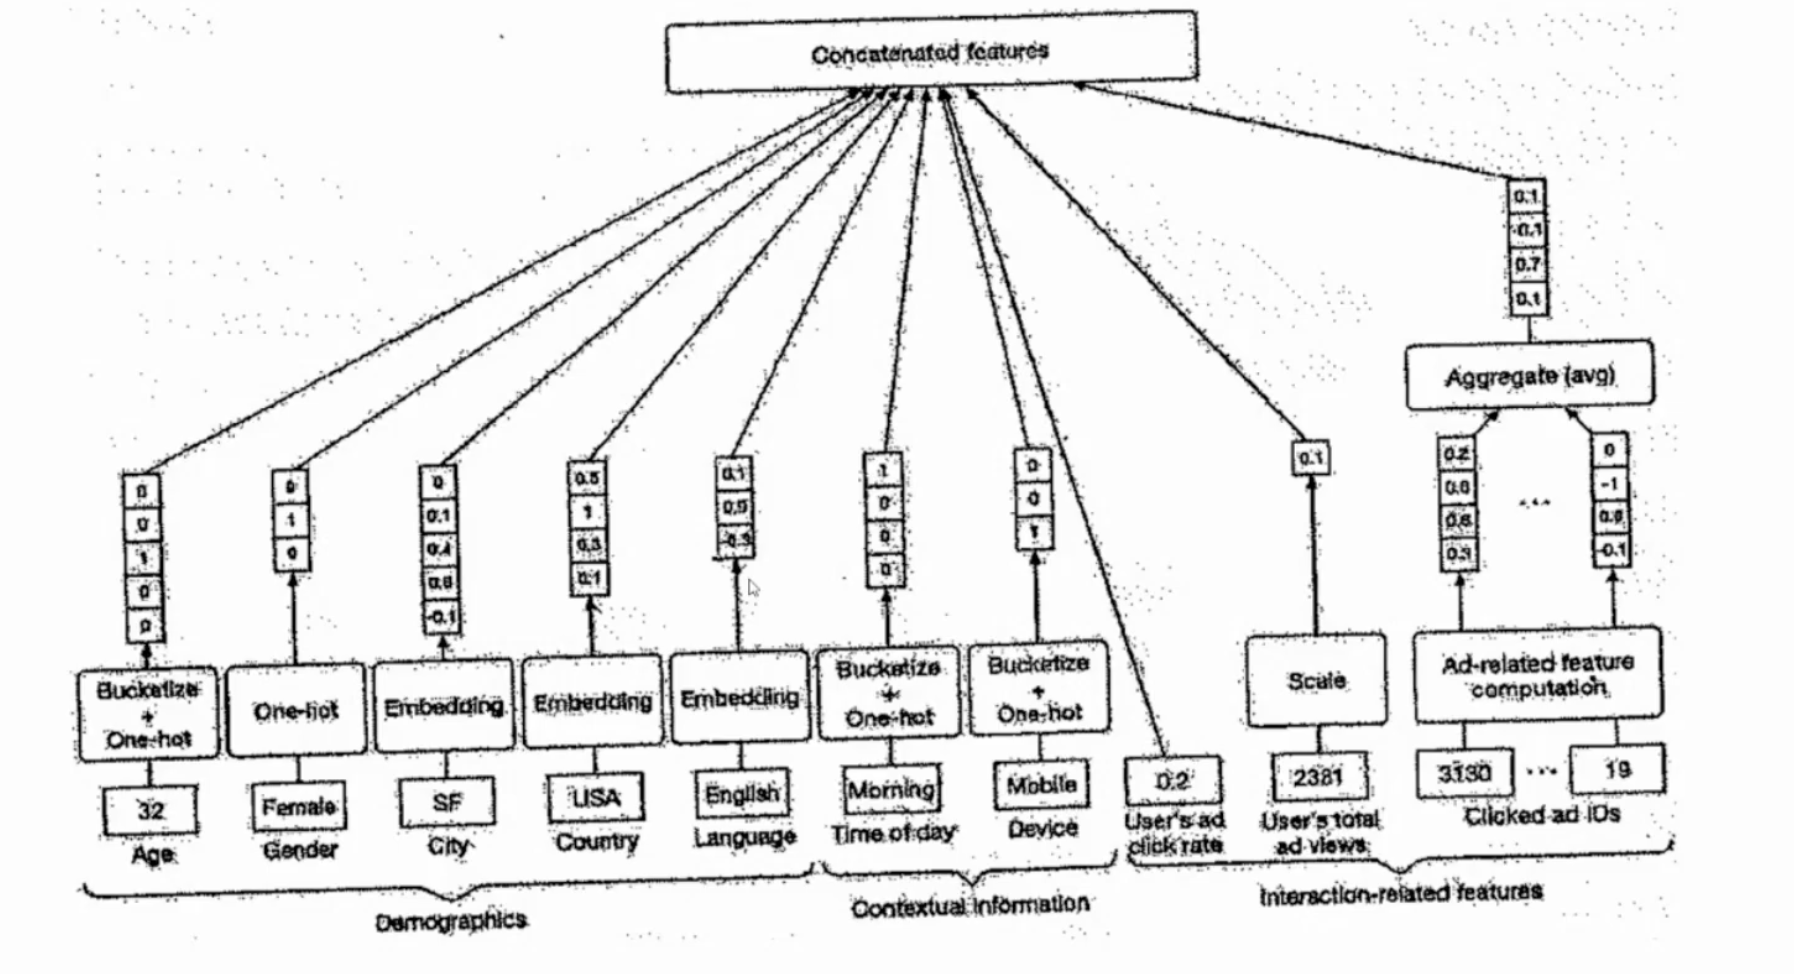 Concatenated features
0.1
-0.1
0.7
0.1
Aggregate (avg)
0
0
1
0
0
0
1
0
0
0.1
0.4
0.8
-0.1
0.5
1
0.3
0.1
0.1
0.9
-0.3
1
0
0
0
0
0
1
0.1
0.2
0.8
...
0
-1
-0.1
Bucketize
+
One-hot
One-hot
Embedding
Embedding
Embedding
Bucketize
+
One-hot
Bucketize
+
One-hot
Scale
Ad-related feature
computation
32
Female
SF
USA
English
Morning
Mobile
0.2
2381
3130
...
19
Age
Gender
City
Country
Language
Time of day
Device
User's ad
click rate
User's total
ad views
Clicked ad IDs
Demographics
Contextual information
Interaction-related features